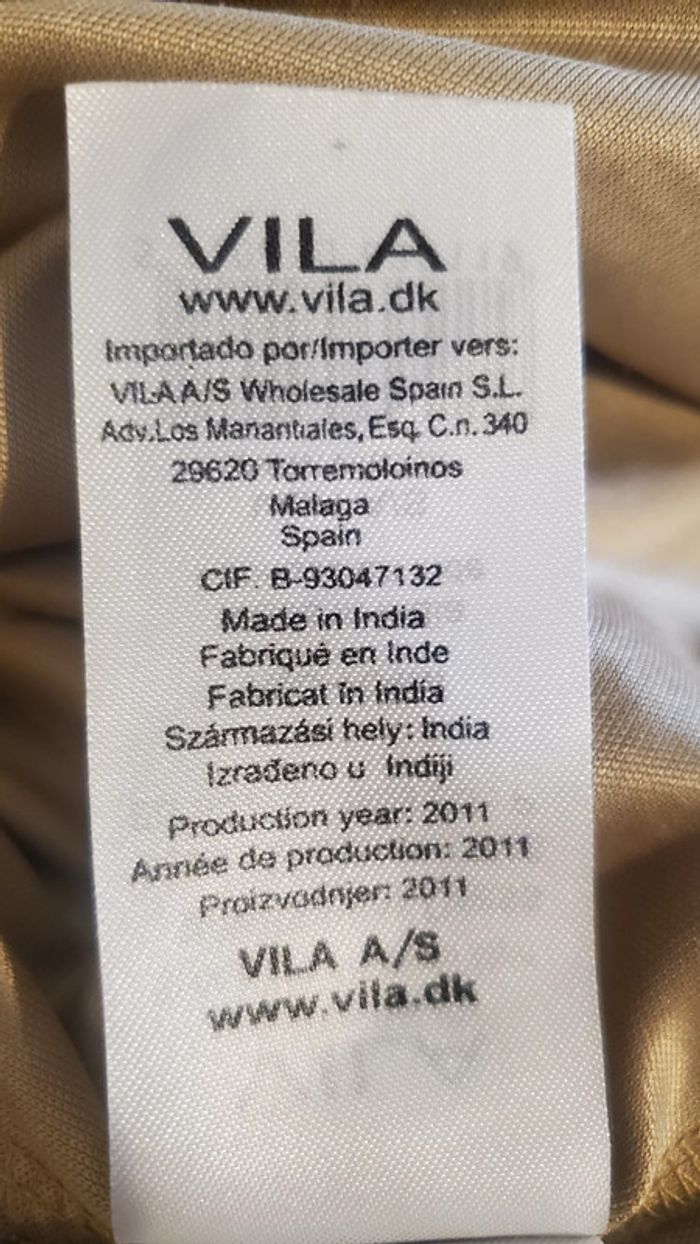 VILA
www.vila.dk
Importado por/Importer vers:
VILA A/S Wholesale Spain S.L.
Adv.Los Manantiales, Esq. C.n. 340
29620 Torremoloinos
Malaga
Spain
CIF. B-93047132
Made in India
Fabriqué en Inde
Fabricat în India
Származási hely: India
Izrađeno u Indiji
Production year: 2011
Année de production: 2011
Proizvodnjer: 2011
VILA A/S
www.vila.dk